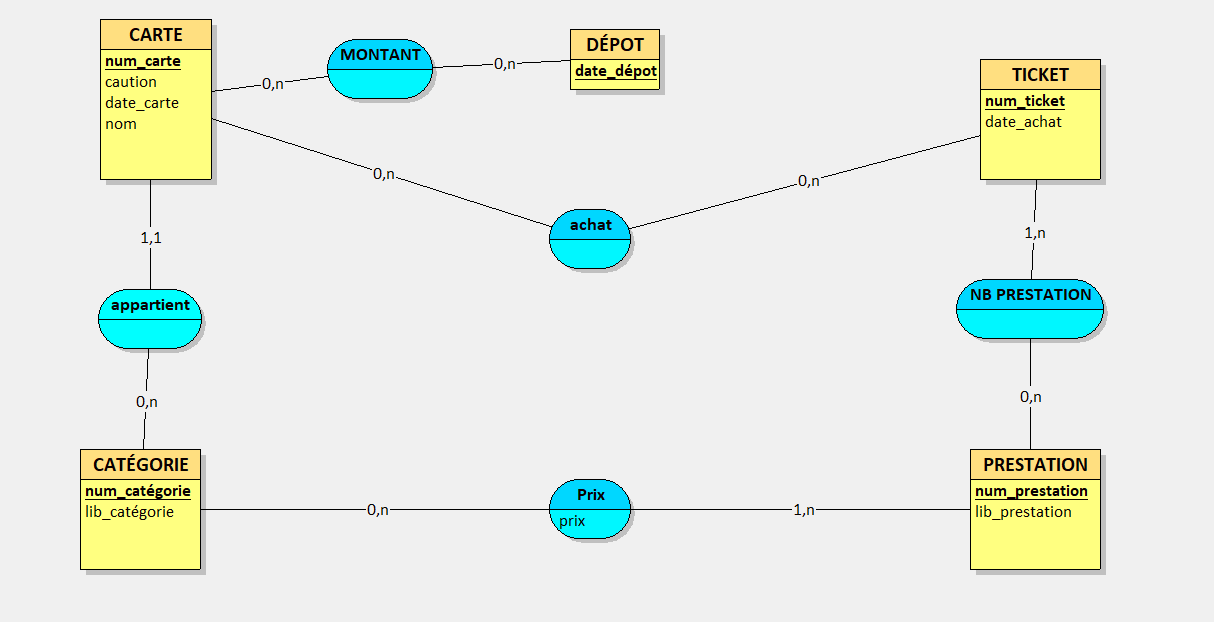 CARTE
num_carte
caution
date_carte
nom
0,n
MONTANT
0,n
DÉPOT
date_dépot
TICKET
num_ticket
date_achat
0,n
achat
0,n
1,1
appartient
0,n
1,n
NB PRESTATION
0,n
CATÉGORIE
num_catégorie
lib_catégorie
0,n
Prix
prix
1,n
PRESTATION
num_prestation
lib_prestation